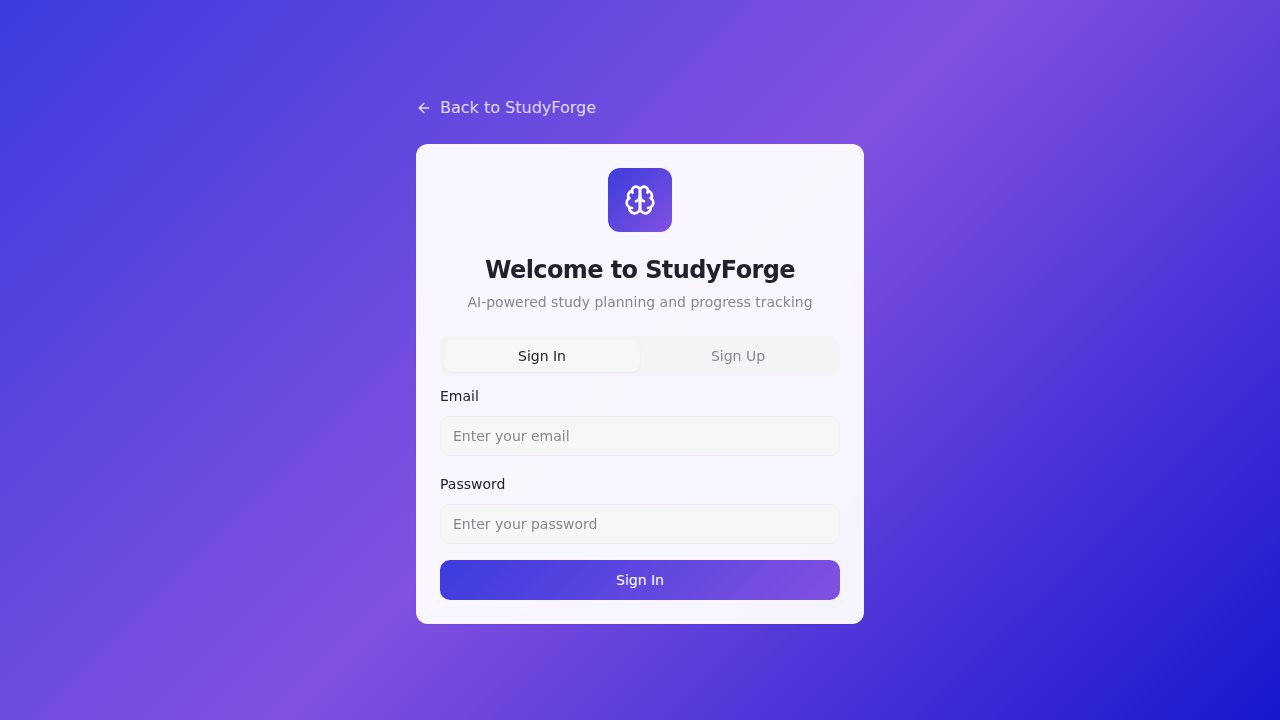 Back to StudyForge
Welcome to StudyForge
AI-powered study planning and progress tracking
Sign In
Sign Up
Email
Enter your email
Password
Enter your password
Sign In